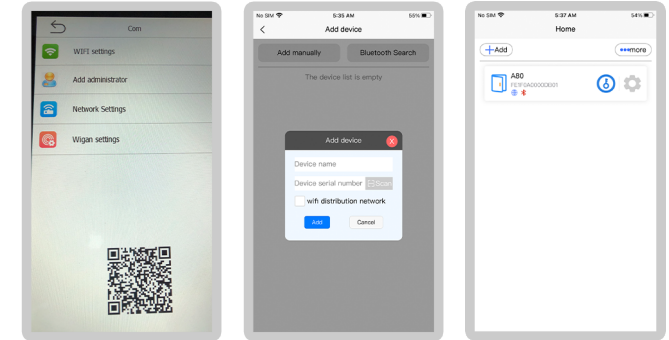 Com
WIFI settings
Add administrator
Network Settings
Wigan settings
No SIM 5:35 AM 55%
Add device
Add manually Bluetooth Search
The device list is empty
Add device X
Device name
Device serial number Scan
wifi distribution network
Add Cancel
No SIM 5:37 AM 54%
Home
+Add •••more
A80